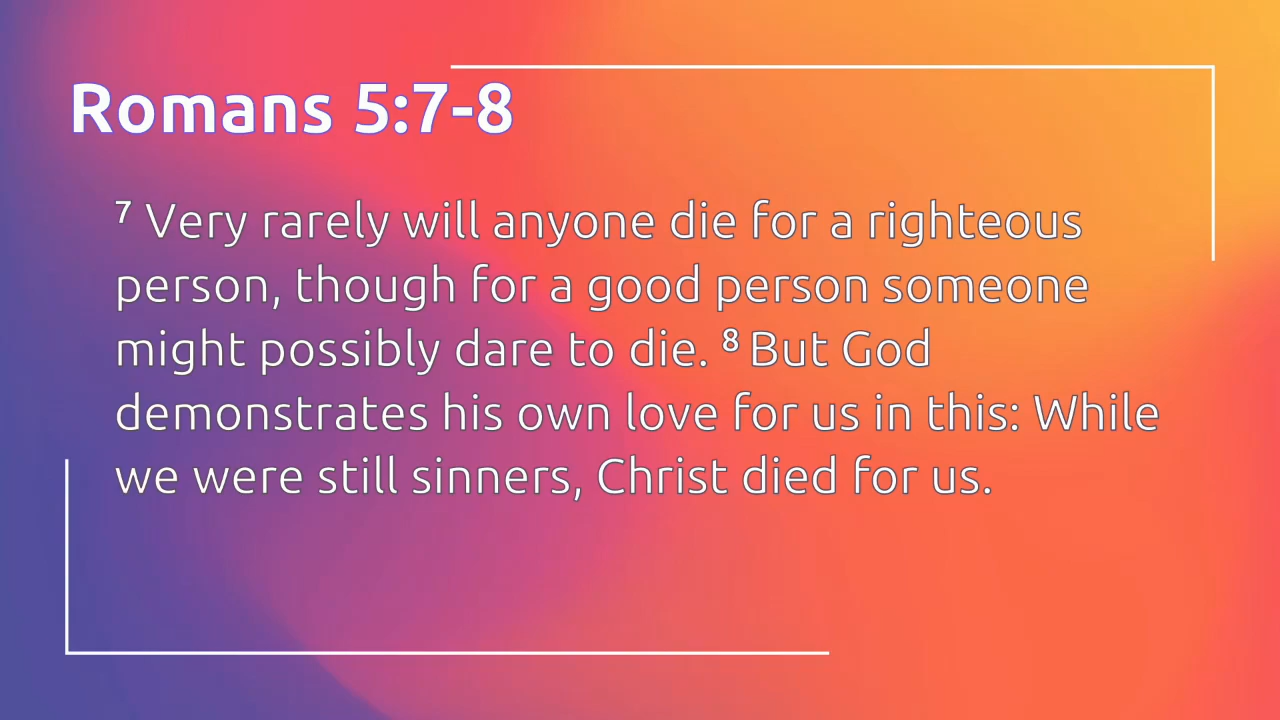 Romans 5:7-8
⁷ Very rarely will anyone die for a righteous
person, though for a good person someone
might possibly dare to die. ⁸ But God
demonstrates his own love for us in this: While
we were still sinners, Christ died for us.